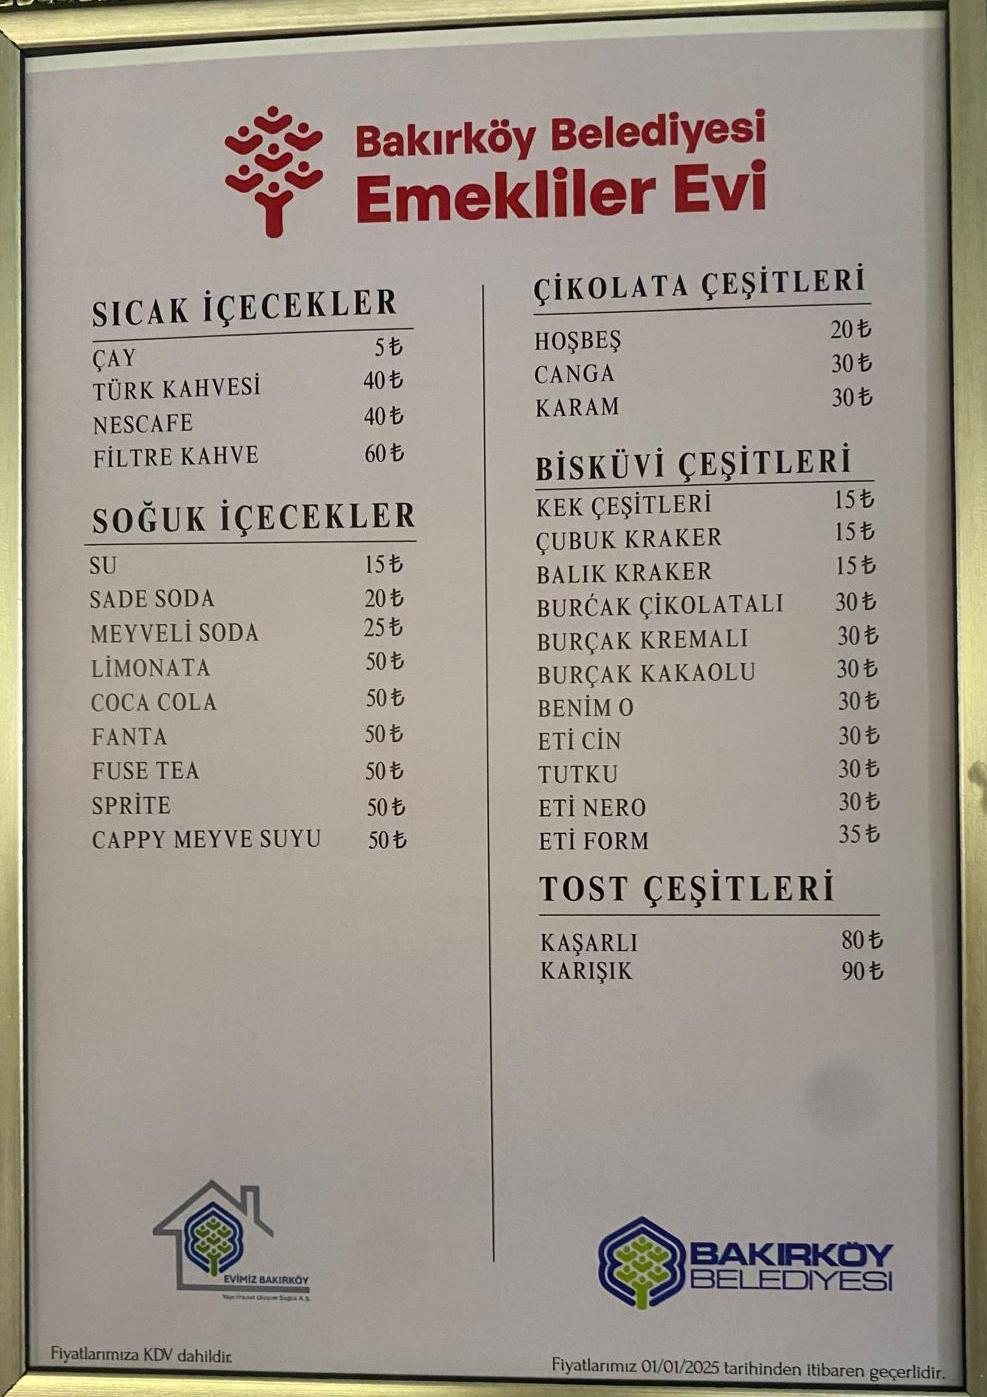 Bakırköy Belediyesi
Emekliler Evi
SICAK İÇECEKLER
ÇAY 5₺
TÜRK KAHVESİ 40₺
NESCAFE 40₺
FİLTRE KAHVE 60₺
SOĞUK İÇECEKLER
SU 15₺
SADE SODA 20₺
MEYVELİ SODA 25₺
LİMONATA 50₺
COCA COLA 50₺
FANTA 50₺
FUSE TEA 50₺
SPRİTE 50₺
CAPPY MEYVE SUYU 50₺
ÇİKOLATA ÇEŞİTLERİ
HOŞBEŞ 20₺
CANGA 30₺
KARAM 30₺
BİSKÜVİ ÇEŞİTLERİ
KEK ÇEŞİTLERİ 15₺
ÇUBUK KRAKER 15₺
BALIK KRAKER 15₺
BURĆAK ÇİKOLATALI 30₺
BURÇAK KREMALI 30₺
BURÇAK KAKAOLU 30₺
BENİM O 30₺
ETİ CİN 30₺
TUTKU 30₺
ETİ NERO 30₺
ETİ FORM 35₺
TOST ÇEŞİTLERİ
KAŞARLI 80₺
KARIŞIK 90₺
EVİMİZ BAKIRKÖY
BAKIRKÖY
BELEDİYESİ
Fiyatlarımıza KDV dahildir.
Fiyatlarımız 01/01/2025 tarihinden itibaren geçerlidir.